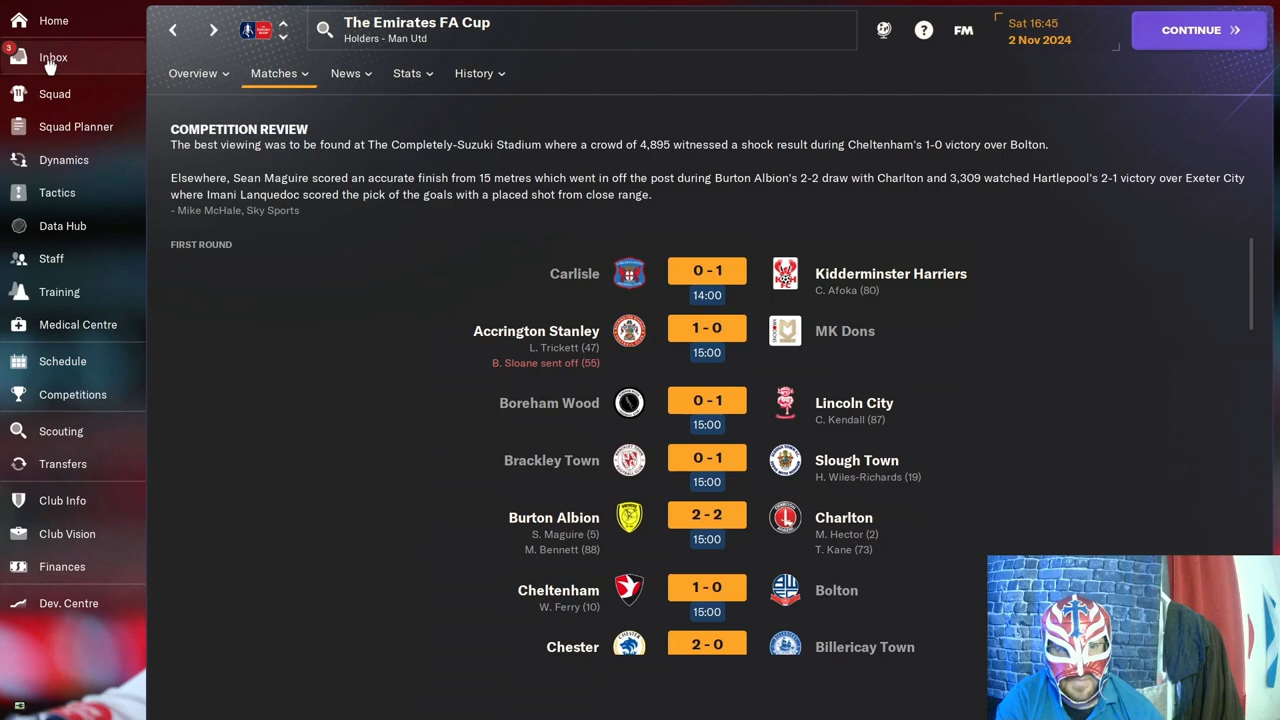 Home
The Emirates FA Cup
Holders - Man Utd
FM
Sat 16:45
2 Nov 2024
CONTINUE
3
Inbox
Squad
Squad Planner
Dynamics
Tactics
Data Hub
Staff
Training
Medical Centre
Schedule
Competitions
Scouting
Transfers
Club Info
Club Vision
Finances
Dev. Centre
Overview
Matches
News
Stats
History
COMPETITION REVIEW
The best viewing was to be found at The Completely-Suzuki Stadium where a crowd of 4,895 witnessed a shock result during Cheltenham's 1-0 victory over Bolton.
Elsewhere, Sean Maguire scored an accurate finish from 15 metres which went in off the post during Burton Albion's 2-2 draw with Charlton and 3,309 watched Hartlepool's 2-1 victory over Exeter City
where Imani Lanquedoc scored the pick of the goals with a placed shot from close range.
- Mike McHale, Sky Sports
FIRST ROUND
Carlisle 0 - 1 Kidderminster Harriers
14:00 C. Afoka (80)
Accrington Stanley 1 - 0 MK Dons
L. Trickett (47) 15:00
B. Sloane sent off (55)
Boreham Wood 0 - 1 Lincoln City
15:00 C. Kendall (87)
Brackley Town 0 - 1 Slough Town
15:00 H. Wiles-Richards (19)
Burton Albion 2 - 2 Charlton
S. Maguire (5) 15:00 M. Hector (2)
M. Bennett (88) T. Kane (73)
Cheltenham 1 - 0 Bolton
W. Ferry (10) 15:00
Chester 2 - 0 Billericay Town